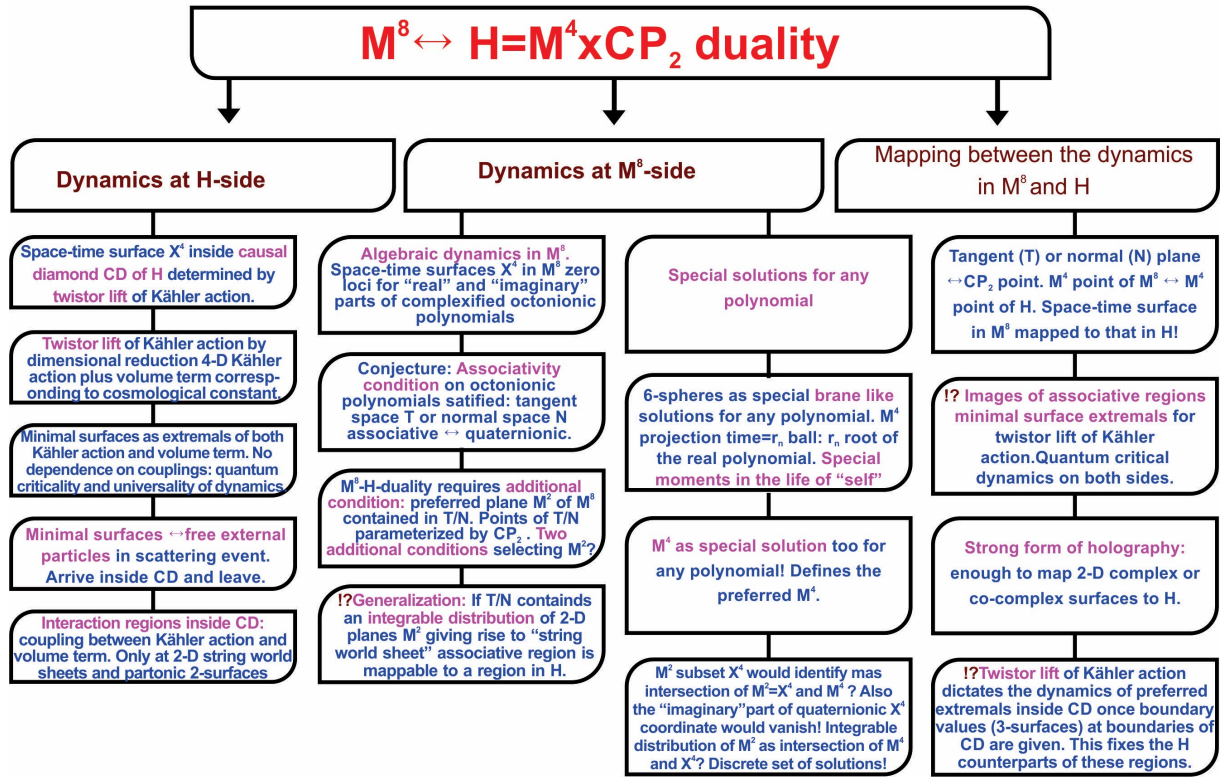 M⁸↔ H=M⁴xCP₂ duality
Dynamics at H-side
Space-time surface X⁴ inside causal
diamond CD of H determined by
twistor lift of Kähler action.
Twistor lift of Kähler action by
dimensional reduction 4-D Kähler
action plus volume term corresp-
onding to cosmological constant.
Minimal surfaces as extremals of both
Kähler action and volume term. No
dependence on couplings: quantum
criticality and universality of dynamics
Minimal surfaces ↔free external
particles in scattering event.
Arrive inside CD and leave.
Interaction regions inside CD:
coupling between Kähler action and
volume term. Only at 2-D string world
sheets and partonic 2-surfaces
Dynamics at M⁸-side
Algebraic dynamics in M⁸.
Space-time surfaces X⁴ in M⁸ zero
loci for “real” and “imaginary”
parts of complexified octonionic
polynomials
Conjecture: Associativity
condition on octonionic
polynomials satified: tangent
space T or normal space N
associative ↔ quaternionic.
M⁸-H-duality requires additional
condition: preferred plane M² of M⁸
contained in T/N. Points of T/N
parameterized by CP₂ . Two
additional conditions selecting M²?
!?Generalization: If T/N containds
an integrable distribution of 2-D
planes M² giving rise to “string
world sheet” associative region is
mappable to a region in H.
Special solutions for any
polynomial
6-spheres as special brane like
solutions for any polynomial. M⁴
projection time=rₙ ball: rₙ root of
the real polynomial. Special
moments in the life of “self”
M⁴ as special solution too for
any polynomial! Defines the
preferred M⁴.
M² subset X⁴ would identify mas
intersection of M²=X⁴ and M⁴ ? Also
the “imaginary”part of quaternionic X⁴
coordinate would vanish! Integrable
distribution of M² as intersection of M⁴
and X⁴? Discrete set of solutions!
Mapping between the dynamics
in M⁸ and H
Tangent (T) or normal (N) plane
↔CP₂ point. M⁴ point of M⁸ ↔ M⁴
point of H. Space-time surface
in M⁸ mapped to that in H!
!? Images of associative regions
minimal surface extremals for
twistor lift of Kähler
action.Quantum critical
dynamics on both sides.
Strong form of holography:
enough to map 2-D complex or
co-complex surfaces to H.
!?Twistor lift of Kähler action
dictates the dynamics of preferred
extremals inside CD once boundary
values (3-surfaces) at boundaries of
CD are given. This fixes the H
counterparts of these regions.